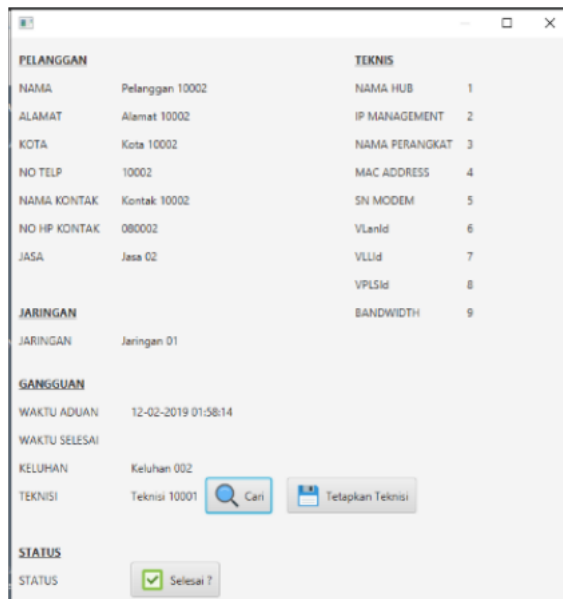 PELANGGAN
NAMA Pelanggan 10002
ALAMAT Alamat 10002
KOTA Kota 10002
NO TELP 10002
NAMA KONTAK Kontak 10002
NO HP KONTAK 080002
JASA Jasa 02
TEKNIS
NAMA HUB 1
IP MANAGEMENT 2
NAMA PERANGKAT 3
MAC ADDRESS 4
SN MODEM 5
VLanId 6
VLLId 7
VPLSId 8
BANDWIDTH 9
JARINGAN
JARINGAN Jaringan 01
GANGGUAN
WAKTU ADUAN 12-02-2019 01:58:14
WAKTU SELESAI
KELUHAN Keluhan 002
TEKNISI Teknisi 10001 Cari Tetapkan Teknisi
STATUS
STATUS Selesai ?